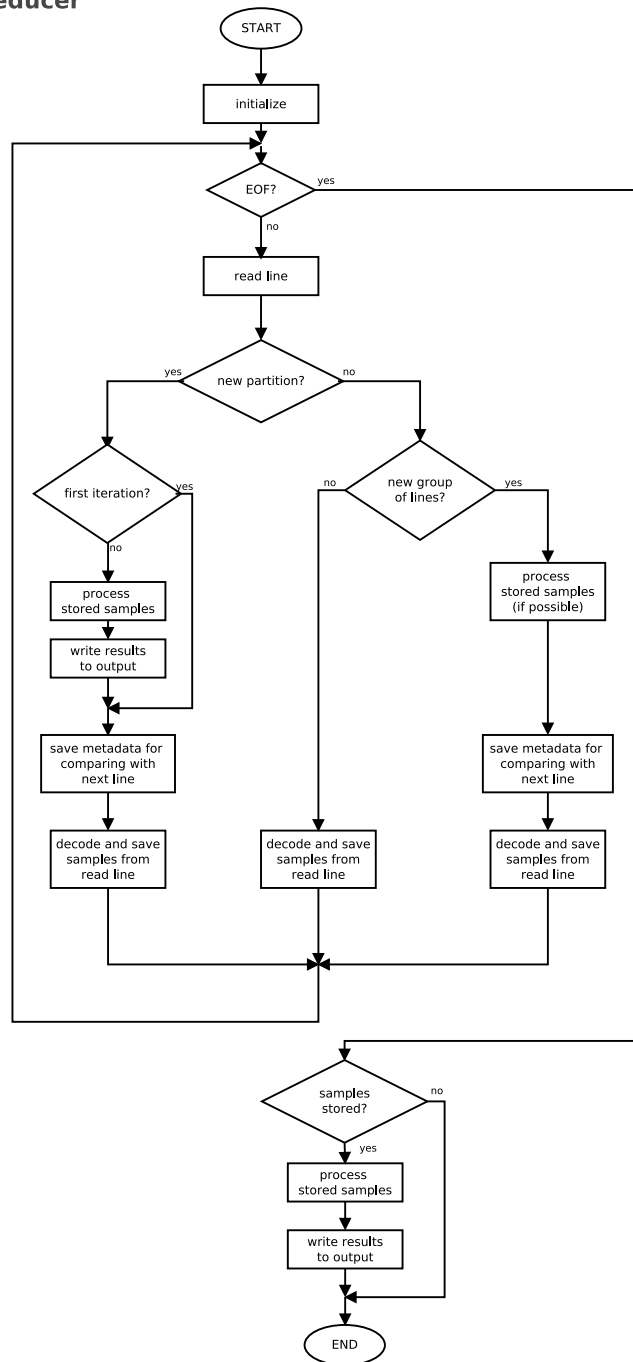 educer
START
initialize
EOF?
yes
no
read line
new partition?
yes
no
first iteration?
yes
no
new group
of lines?
no
yes
process
stored samples
write results
to output
process
stored samples
(if possible)
save metadata for
comparing with
next line
save metadata for
comparing with
next line
decode and save
samples from
read line
decode and save
samples from
read line
decode and save
samples from
read line
samples
stored?
no
yes
process
stored samples
write results
to output
END